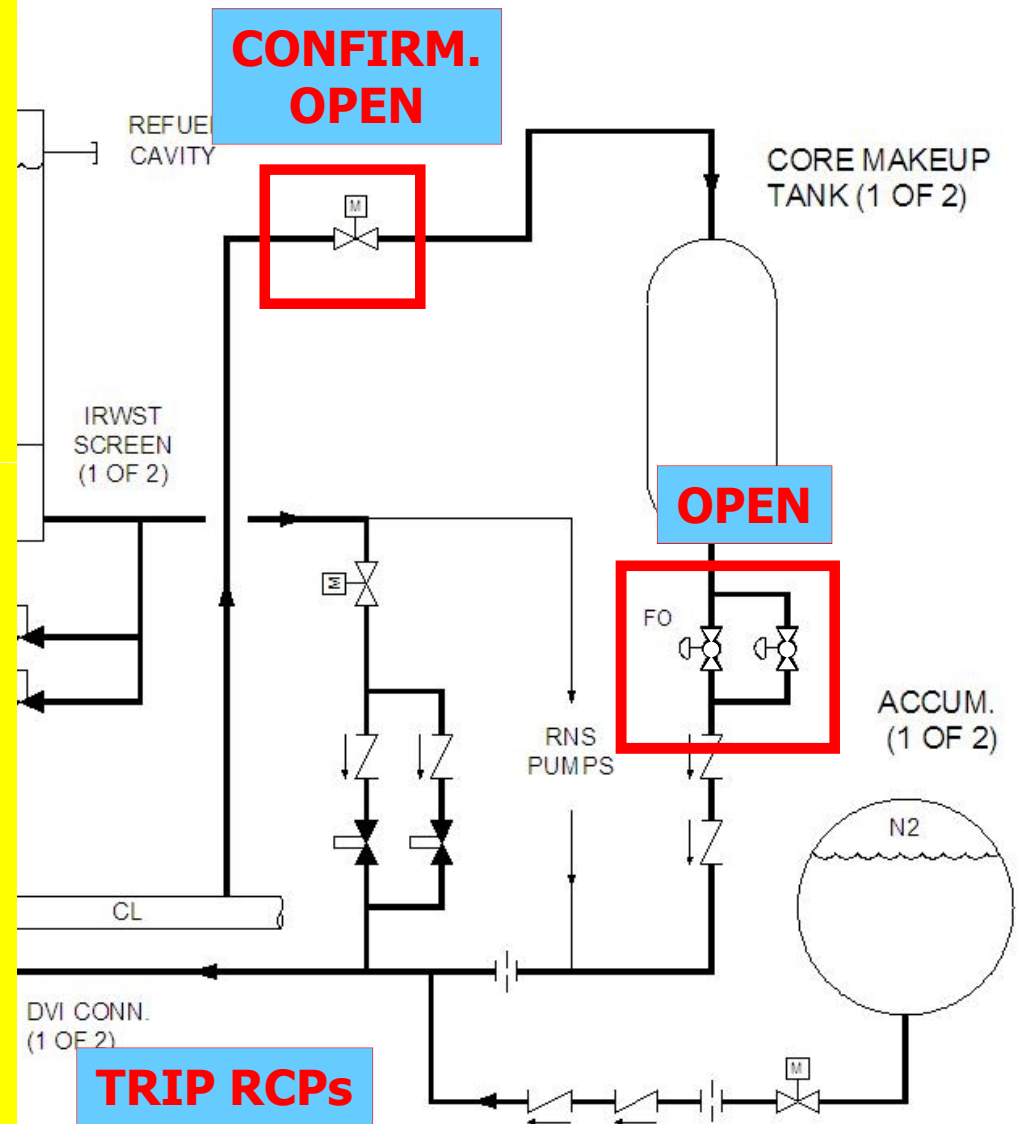 CONFIRM.
OPEN
CAVITY
M
CORE MAKEUP
TANK (1 OF 2)
IRWST
SCREEN
(1 OF 2)
OPEN
M
FO
RNS
PUMPS
ACCUM.
(1 OF 2)
N2
CL
DVI CONN.
(1 OF 2)
TRIP RCPs
M